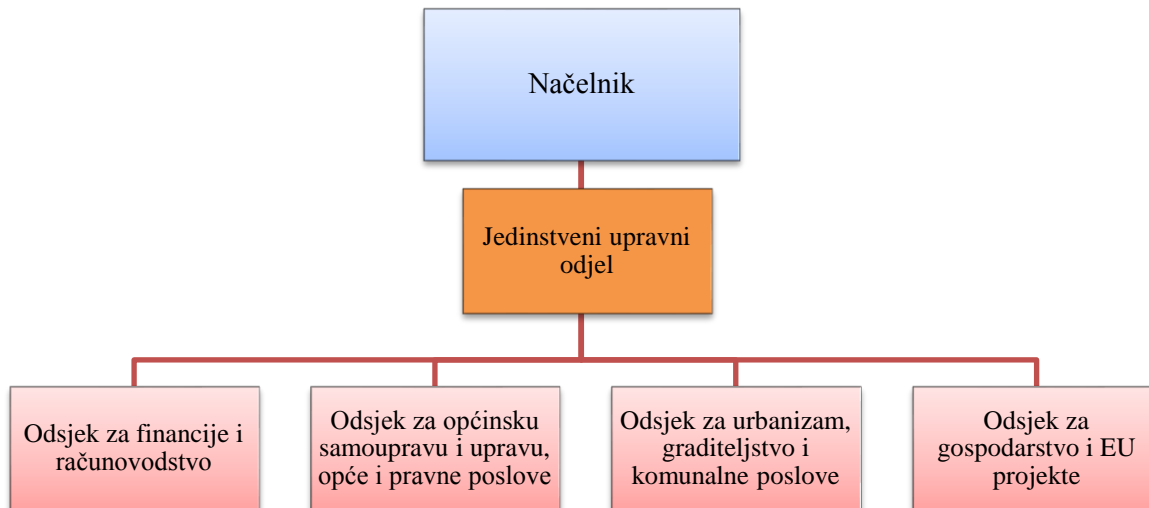 Načelnik
Jedinstveni upravni
odjel
Odsjek za financije i
računovodstvo
Odsjek za općinsku
samoupravu i upravu,
opće i pravne poslove
Odsjek za urbanizam,
graditeljstvo i
komunalne poslove
Odsjek za
gospodarstvo i EU
projekte